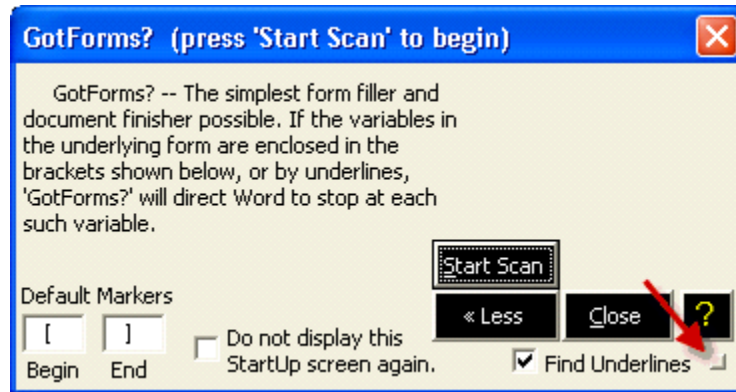 GotForms? (press 'Start Scan' to begin)
GotForms? -- The simplest form filler and
document finisher possible. If the variables in
the underlying form are enclosed in the
brackets shown below, or by underlines,
'GotForms?' will direct Word to stop at each
such variable.
Start Scan
Default Markers
« Less
Close
?
[
]
Do not display this
StartUp screen again.
Begin
End
Find Underlines